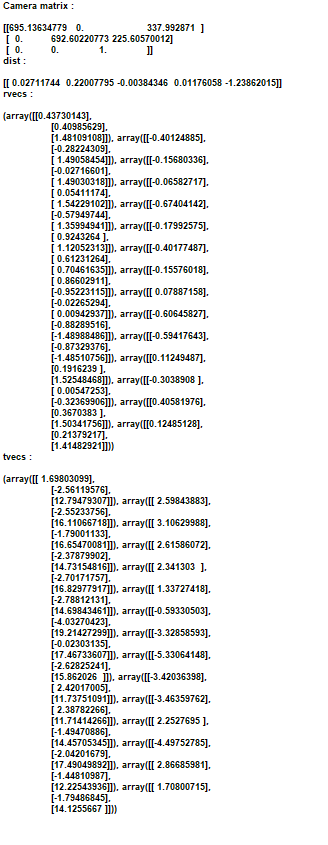 Camera matrix :
[[695.13634779 0. 337.992871 ]
[ 0. 692.60220773 225.60570012]
[ 0. 0. 1. ]]
dist :
[[ 0.02711744 0.22007795 -0.00384346 0.01176058 -1.23862015]]
rvecs :
(array([[0.43730143],
[0.40985629],
[1.48109108]]), array([[-0.40124885],
[-0.28224309],
[ 1.49058454]]), array([[-0.15680336],
[-0.02716601],
[ 1.49030318]]), array([[-0.06582717],
[ 0.05411174],
[ 1.54229102]]), array([[-0.67404142],
[-0.57949744],
[ 1.35994941]]), array([[-0.17992575],
[ 0.9243264 ],
[ 1.12052313]]), array([[-0.40177487],
[ 0.61231264],
[ 0.70461635]]), array([[-0.15576018],
[ 0.86602911],
[-0.95223115]]), array([[ 0.07887158],
[-0.02265294],
[ 0.00942937]]), array([[-0.60645827],
[-0.88289516],
[-1.48988486]]), array([[-0.59417643],
[-0.87329376],
[-1.48510756]]), array([[0.11249487],
[0.1916239 ],
[1.52548468]]), array([[-0.3038908 ],
[ 0.00547253],
[-0.32369906]]), array([[0.40581976],
[0.3670383 ],
[1.50341756]]), array([[0.12485128],
[0.21379217],
[1.41482921]]))
tvecs :
(array([[ 1.69803099],
[-2.56119576],
[12.79479307]]), array([[ 2.59843883],
[-2.55233756],
[16.11066718]]), array([[ 3.10629988],
[-1.79001133],
[16.65470081]]), array([[ 2.61586072],
[-2.37879902],
[14.73154816]]), array([[ 2.341303 ],
[-2.70171757],
[16.82977917]]), array([[ 1.33727418],
[-2.78812131],
[14.69843461]]), array([[-0.59330503],
[-4.03270423],
[19.21427299]]), array([[-3.32858593],
[-0.02303135],
[17.46733607]]), array([[-5.33064148],
[-2.62825241],
[15.862026 ]]), array([[-3.42036398],
[ 2.42017005],
[11.73751091]]), array([[-3.46359762],
[ 2.38782266],
[11.71414266]]), array([[ 2.2527695 ],
[-1.49470886],
[14.45705345]]), array([[-4.49752785],
[-2.04201679],
[17.49049892]]), array([[ 2.86685981],
[-1.44810987],
[12.22543936]]), array([[ 1.70800715],
[-1.79486845],
[14.1255667 ]]))